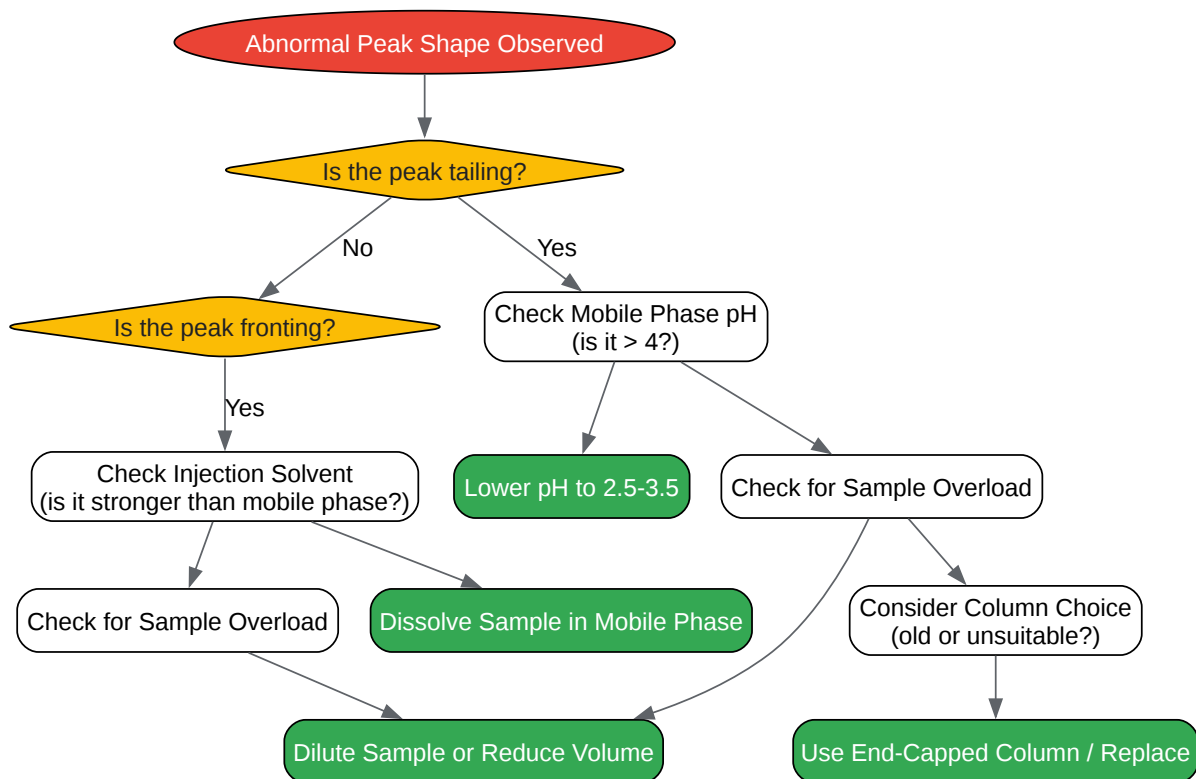 Abnormal Peak Shape Observed
Is the peak tailing?
No
Yes
Is the peak fronting?
Check Mobile Phase pH
(is it > 4?)
Yes
Check Injection Solvent
(is it stronger than mobile phase?)
Lower pH to 2.5-3.5
Check for Sample Overload
Check for Sample Overload
Dissolve Sample in Mobile Phase
Consider Column Choice
(old or unsuitable?)
Dilute Sample or Reduce Volume
Use End-Capped Column / Replace